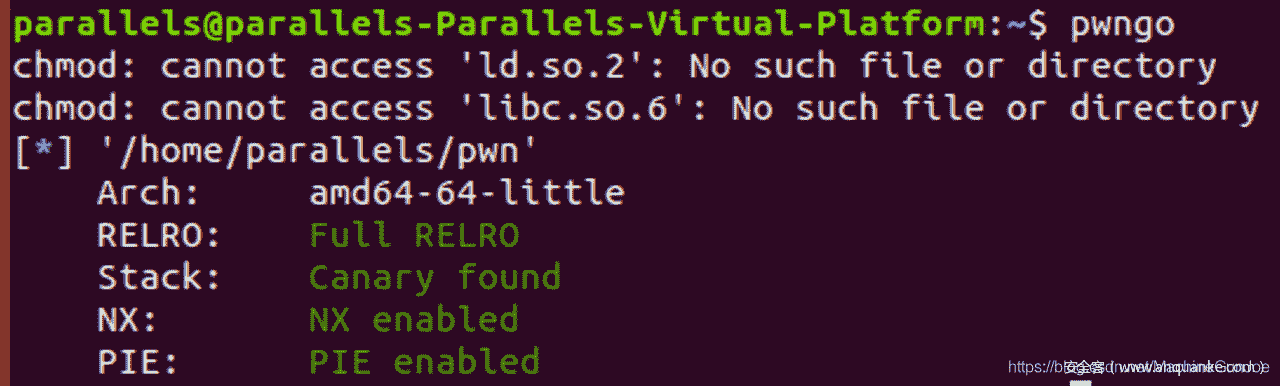 parallels@parallels-Parallels-Virtual-Platform:~$ pwngo
chmod: cannot access 'ld.so.2': No such file or directory
chmod: cannot access 'libc.so.6': No such file or directory
[*] '/home/parallels/pwn'
Arch: amd64-64-little
RELRO: Full RELRO
Stack: Canary found
NX: NX enabled
PIE: PIE enabled
安全客 ( www.anquanke.com )